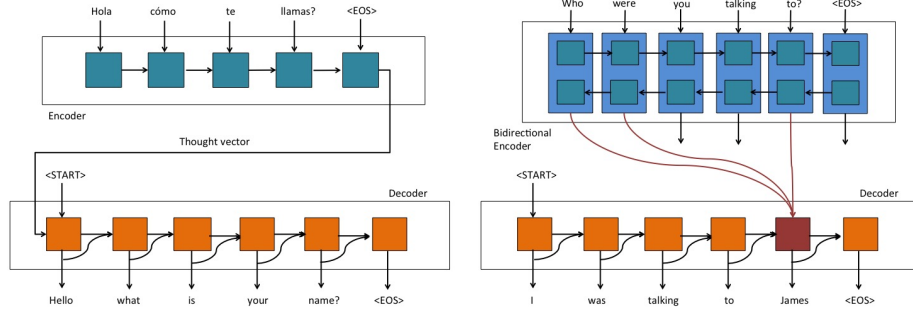 Hola cómo te llamas? <EOS>
Encoder
Thought vector
<START>
Decoder
Hello what is your name? <EOS>
Who were you talking to? <EOS>
Bidirectional
Encoder
<START>
Decoder
I was talking to James <EOS>